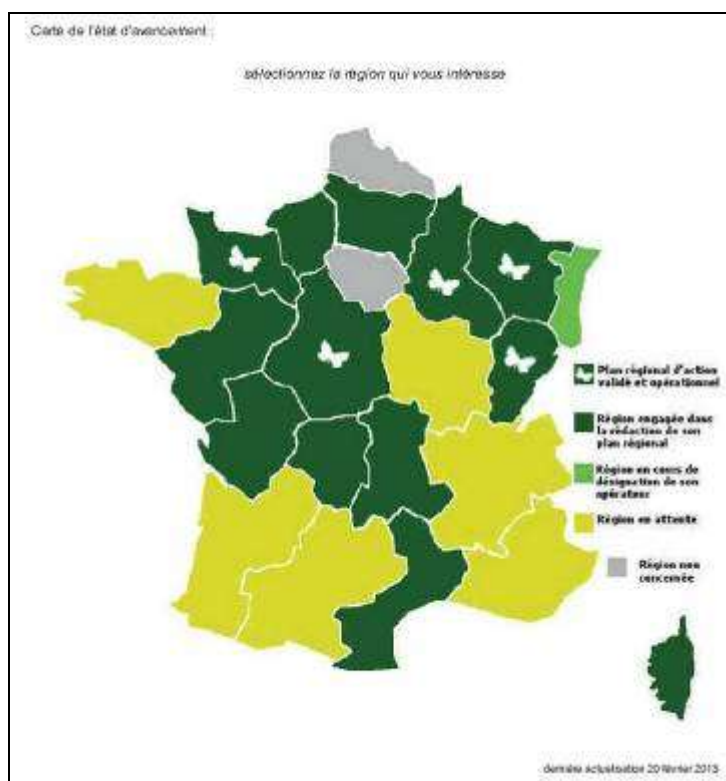 Carte de l'état d'avancement :
sélectionnez la région qui vous intéresse
Plan régional d'action
validé et opérationnel
Région engagée dans
la rédaction de son
plan régional
Région en cours de
désignation de son
opérateur
Région en attente
Région non
concernée
dernière actualisation 20 février 2013